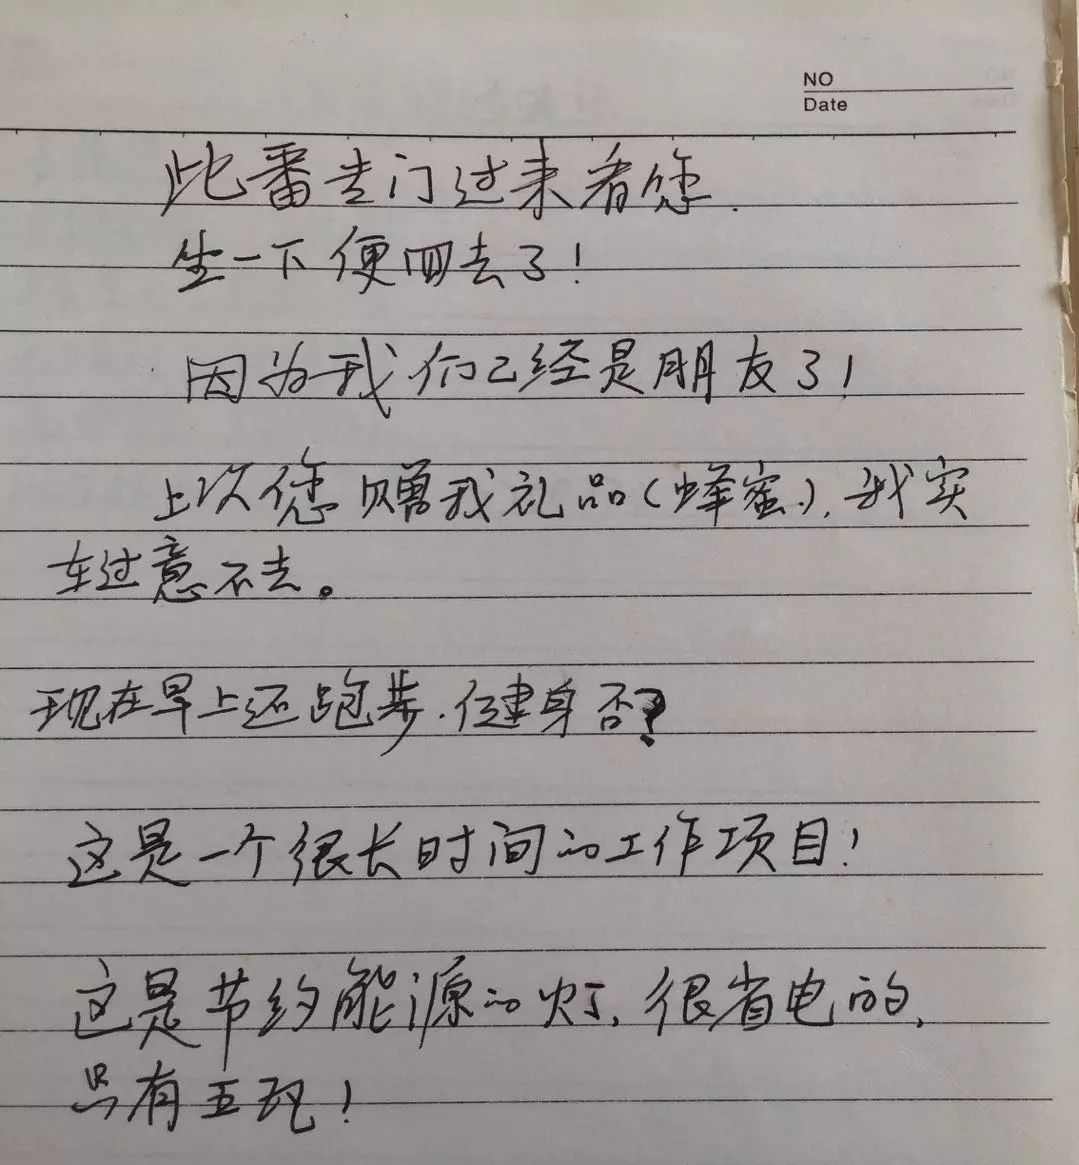 NO
Date
此番专门过来看您.
坐一下便回去了!
因为我们已经是朋友了!
上次您赠我礼品(蜂蜜),我实
在过意不去。
现在早上还跑步.健身否?
这是一个很长时间的工作项目!
这是节约能源的灯,很省电的,
只有五瓦!